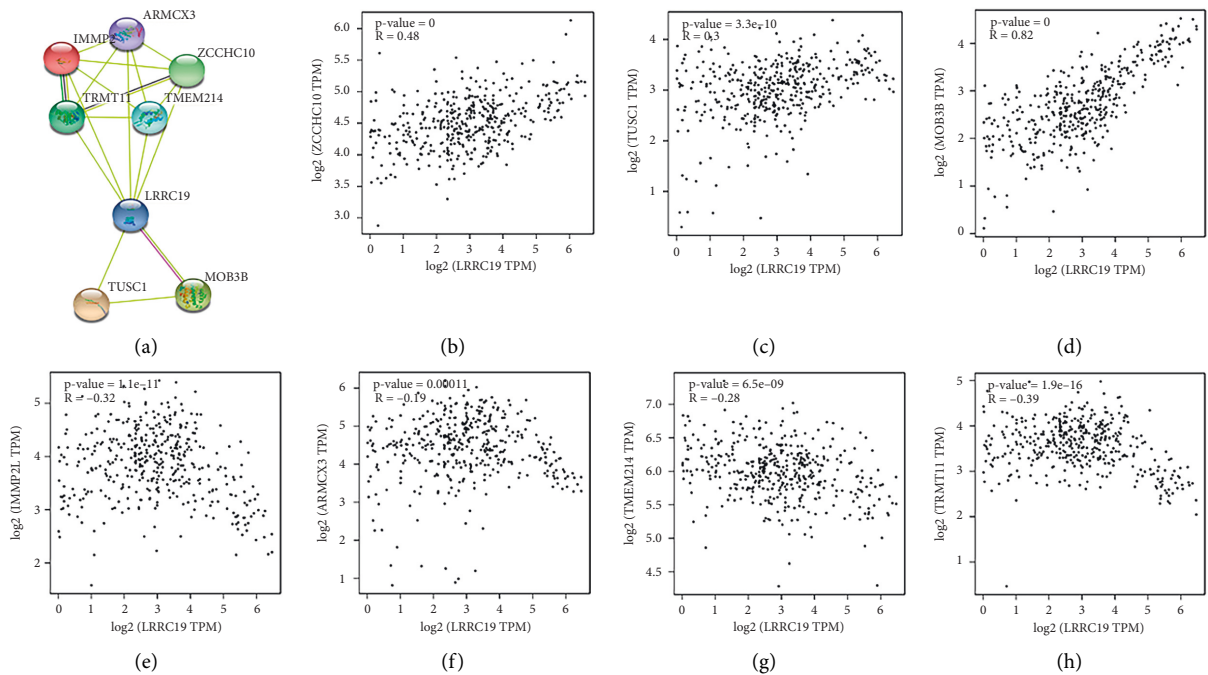 ARMCX3
IMMP2
ZCCHC10
TRMT11
TMEM214
LRRC19
TUSC1
MOB3B
(a)
p-value = 0
R = 0.48
log2 (ZCCHC10 TPM)
6.0
5.5
5.0
4.5
4.0
3.5
3.0
0 1 2 3 4 5 6
log2 (LRRC19 TPM)
(b)
p-value = 3.3e–10
R = 0.3
log2 (TUSC1 TPM)
4
3
2
1
0 1 2 3 4 5 6
log2 (LRRC19 TPM)
(c)
p-value = 0
R = 0.82
log2 (MOB3B TPM)
4
3
2
1
0
0 1 2 3 4 5 6
log2 (LRRC19 TPM)
(d)
p-value = 1.1e–11
R = –0.32
log2 (IMMP2L TPM)
5
4
3
2
0 1 2 3 4 5 6
log2 (LRRC19 TPM)
(e)
p-value = 0.00011
R = –0.19
log2 (ARMCX3 TPM)
6
5
4
3
2
1
0 1 2 3 4 5 6
log2 (LRRC19 TPM)
(f)
p-value = 6.5e–09
R = –0.28
log2 (TMEM214 TPM)
7.0
6.5
6.0
5.5
5.0
4.5
0 1 2 3 4 5 6
log2 (LRRC19 TPM)
(g)
p-value = 1.9e–16
R = –0.39
log2 (TRMT11 TPM)
5
4
3
2
1
0 1 2 3 4 5 6
log2 (LRRC19 TPM)
(h)